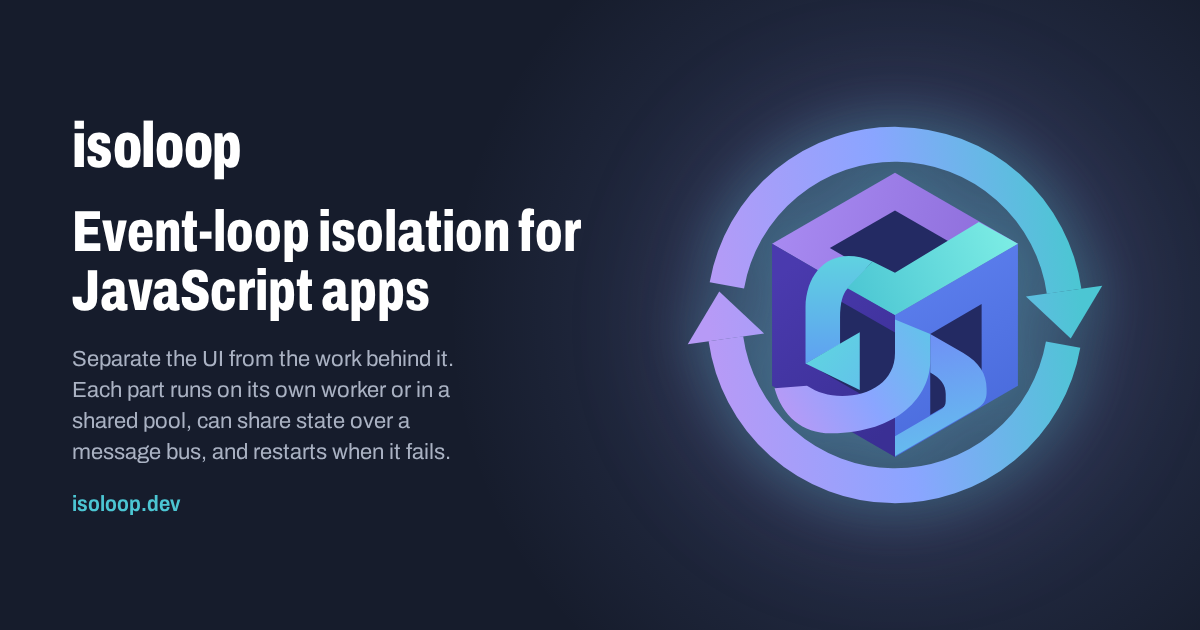 isoloop
Event-loop isolation for
JavaScript apps
Separate the UI from the work behind it.
Each part runs on its own worker or in a
shared pool, can share state over a
message bus, and restarts when it fails.
isoloop.dev